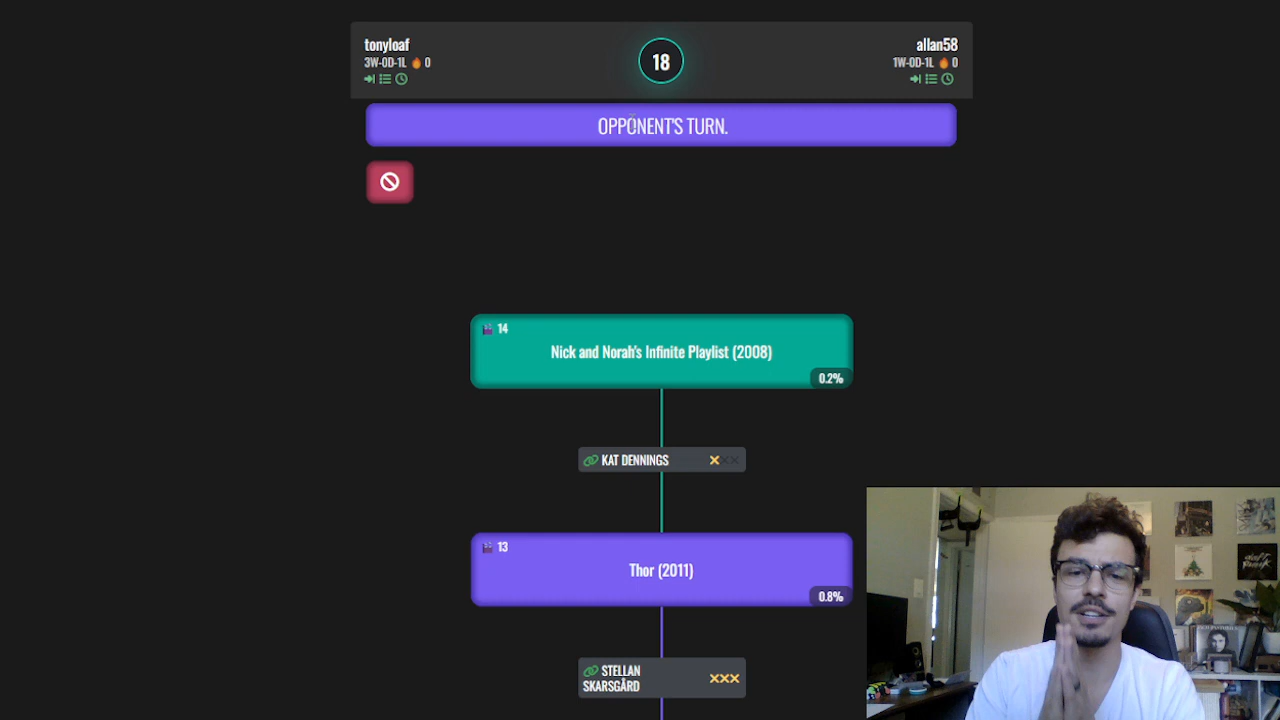 tonyloaf
3W-0D-1L 0
18
allan58
1W-0D-1L 0
OPPONENT'S TURN.
14
Nick and Norah's Infinite Playlist (2008)
0.2%
KAT DENNINGS
13
Thor (2011)
0.8%
STELLAN
SKARSGÅRD